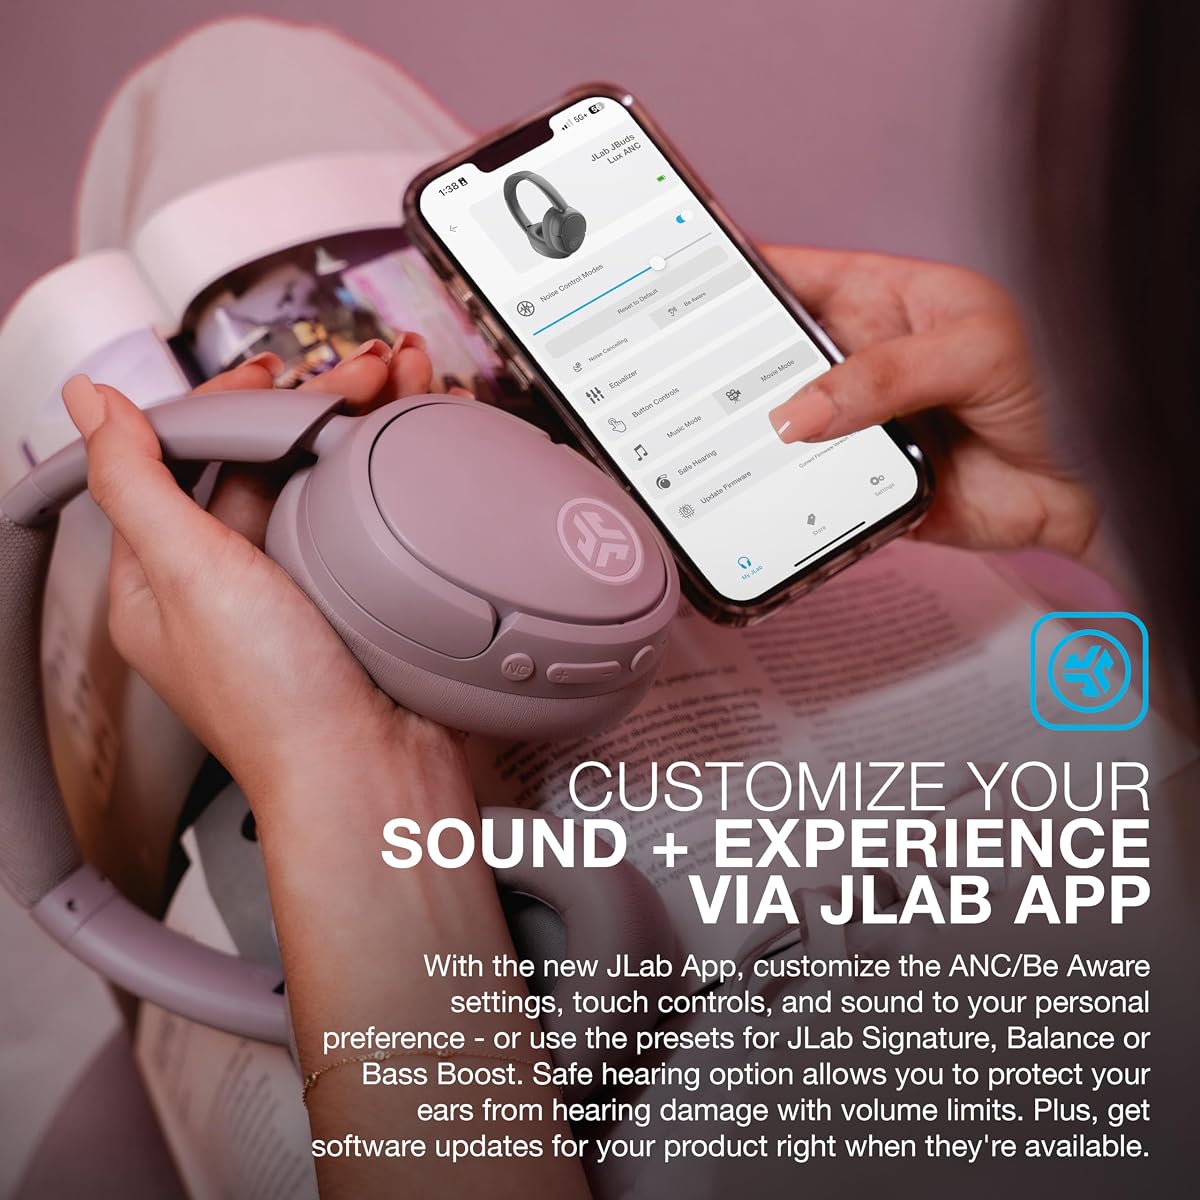 5G+ 56
1:38
JLab JBuds
Lux ANC
Noise Control Modes
Reset to Default
Noise Cancelling
Be Aware
Equalizer
Button Controls
Music Mode
Movie Mode
Safe Hearing
Update Firmware
Current Firmware Version
My JLab
Store
Settings
NC
+ −
CUSTOMIZE YOUR
SOUND + EXPERIENCE
VIA JLAB APP
With the new JLab App, customize the ANC/Be Aware
settings, touch controls, and sound to your personal
preference - or use the presets for JLab Signature, Balance or
Bass Boost. Safe hearing option allows you to protect your
ears from hearing damage with volume limits. Plus, get
software updates for your product right when they're available.